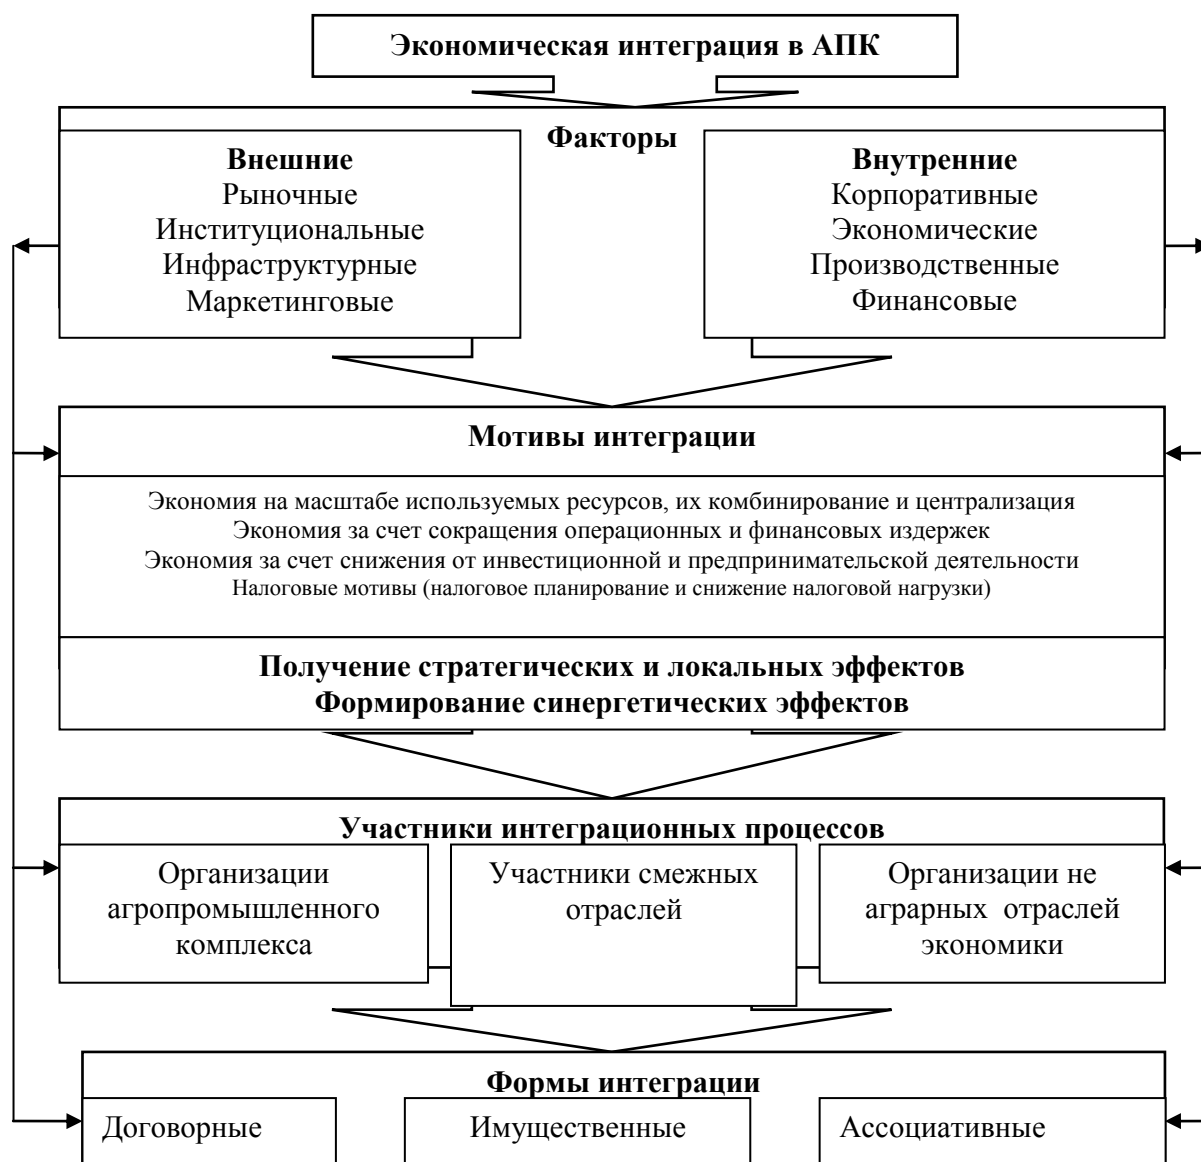 Экономическая интеграция в АПК
Факторы
Внешние
Рыночные
Институциональные
Инфраструктурные
Маркетинговые
Внутренние
Корпоративные
Экономические
Производственные
Финансовые
Мотивы интеграции
Экономия на масштабе используемых ресурсов, их комбинирование и централизация
Экономия за счет сокращения операционных и финансовых издержек
Экономия за счет снижения от инвестиционной и предпринимательской деятельности
Налоговые мотивы (налоговое планирование и снижение налоговой нагрузки)
Получение стратегических и локальных эффектов
Формирование синергетических эффектов
Участники интеграционных процессов
Организации
агропромышленного
комплекса
Участники смежных
отраслей
Организации не
аграрных отраслей
экономики
Формы интеграции
Договорные
Имущественные
Ассоциативные